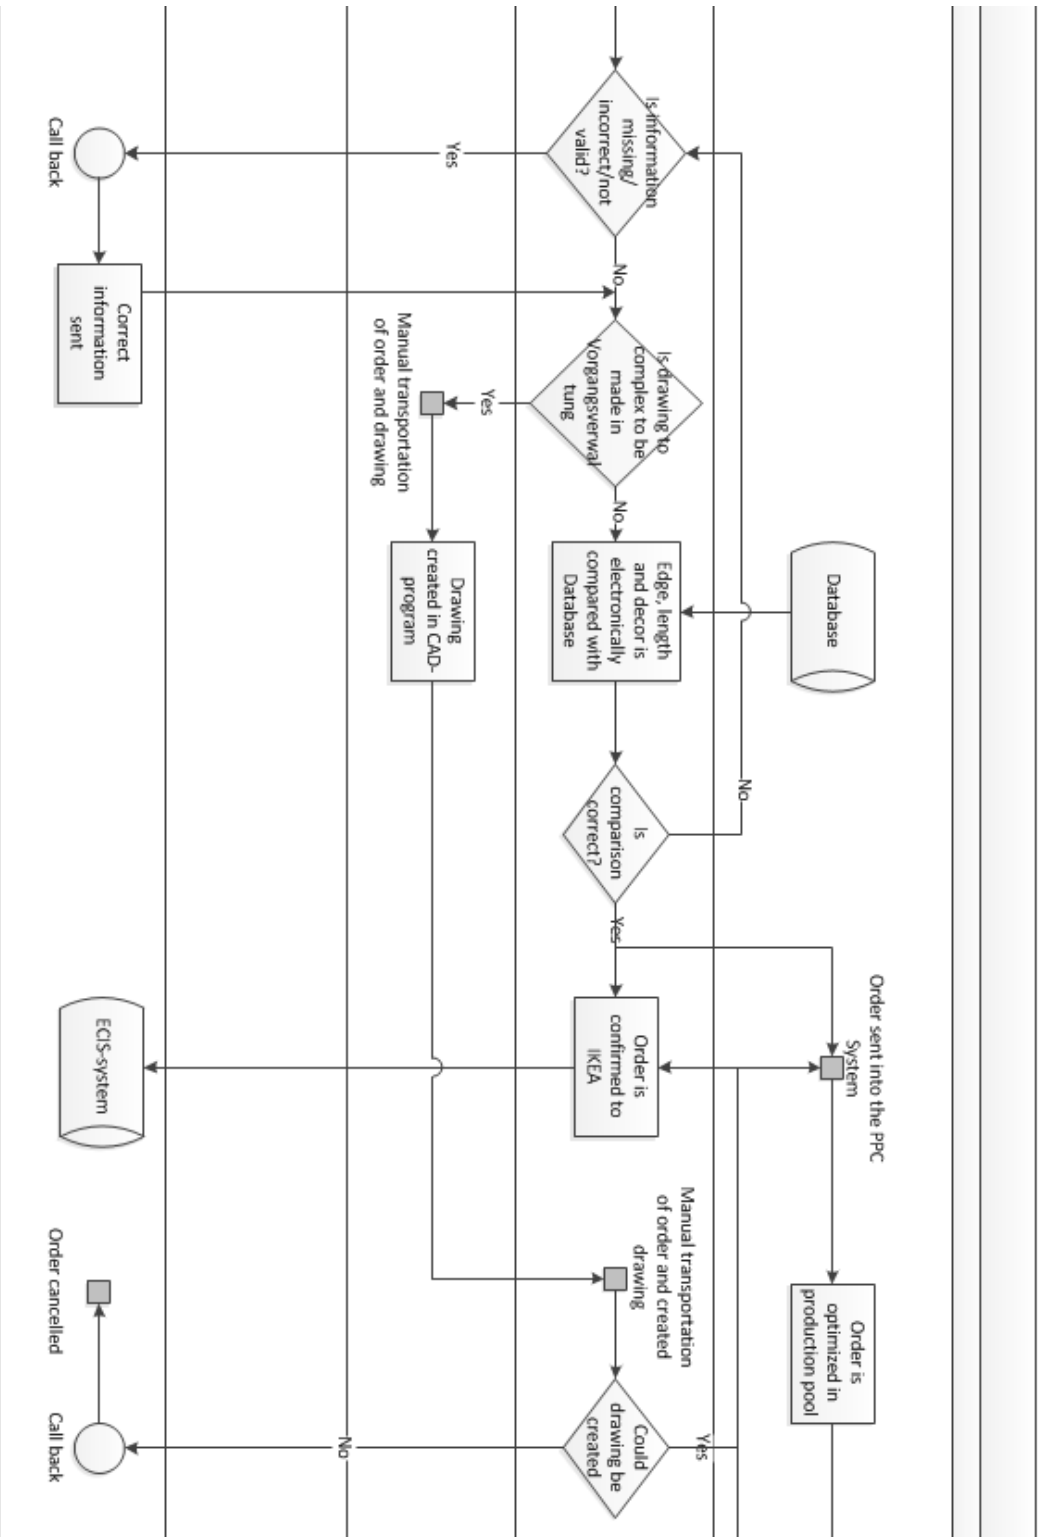 Is information
missing/
incorrect/not
valid?
Yes
Call back
Correct
information
sent
No
Is drawing to
complex to be
made in
Vorgangsverwal
tung
Yes
Manual transportation
of order and drawing
Drawing
created in CAD-
program
No
Database
Edge, length
and decor is
electronically
compared with
Database
Is
comparison
correct?
No
Yes
Order sent into the PPC
System
Order is
confirmed to
IKEA
ECIS-system
Order is
optimized in
production pool
Manual transportation
of order and created
drawing
Could
drawing be
created
Yes
No
Call back
Order cancelled